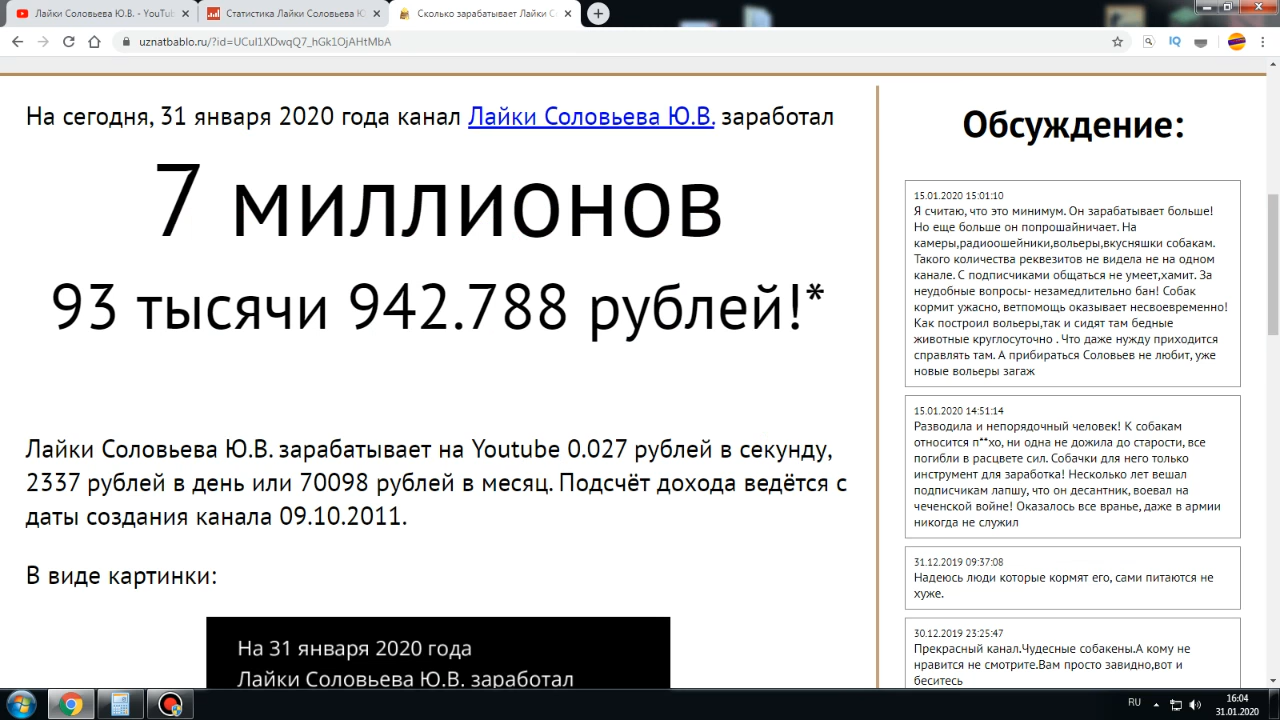 Лайки Соловьева Ю.В. - YouTub
Статистика Лайки Соловьева Ю
Сколько зарабатывает Лайки С
uznatbablo.ru/?id=UCuI1XDwqQ7_hGk1OjAHtMbA
IQ
На сегодня, 31 января 2020 года канал Лайки Соловьева Ю.В. заработал
7 миллионов
93 тысячи 942.788 рублей!*
Лайки Соловьева Ю.В. зарабатывает на Youtube 0.027 рублей в секунду,
2337 рублей в день или 70098 рублей в месяц. Подсчёт дохода ведётся с
даты создания канала 09.10.2011.
В виде картинки:
На 31 января 2020 года
Лайки Соловьева Ю.В. заработал
Обсуждение:
15.01.2020 15:01:10
Я считаю, что это минимум. Он зарабатывает больше!
Но еще больше он попрошайничает. На
камеры,радиоошейники,вольеры,вкусняшки собакам.
Такого количества реквезитов не видела не на одном
канале. С подписчиками общаться не умеет,хамит. За
неудобные вопросы- незамедлительно бан! Собак
кормит ужасно, ветпомощь оказывает несвоевременно!
Как построил вольеры,так и сидят там бедные
животные круглосуточно . Что даже нужду приходится
справлять там. А прибираться Соловьев не любит, уже
новые вольеры загаж
15.01.2020 14:51:14
Разводила и непорядочный человек! К собакам
относится п**хо, ни одна не дожила до старости, все
погибли в расцвете сил. Собачки для него только
инструмент для заработка! Несколько лет вешал
подписчикам лапшу, что он десантник, воевал на
чеченской войне! Оказалось все вранье, даже в армии
никогда не служил
31.12.2019 09:37:08
Надеюсь люди которые кормят его, сами питаются не
хуже.
30.12.2019 23:25:47
Прекрасный канал.Чудесные собакены.А кому не
нравится не смотрите.Вам просто завидно,вот и
беситесь
RU
16:04
31.01.2020